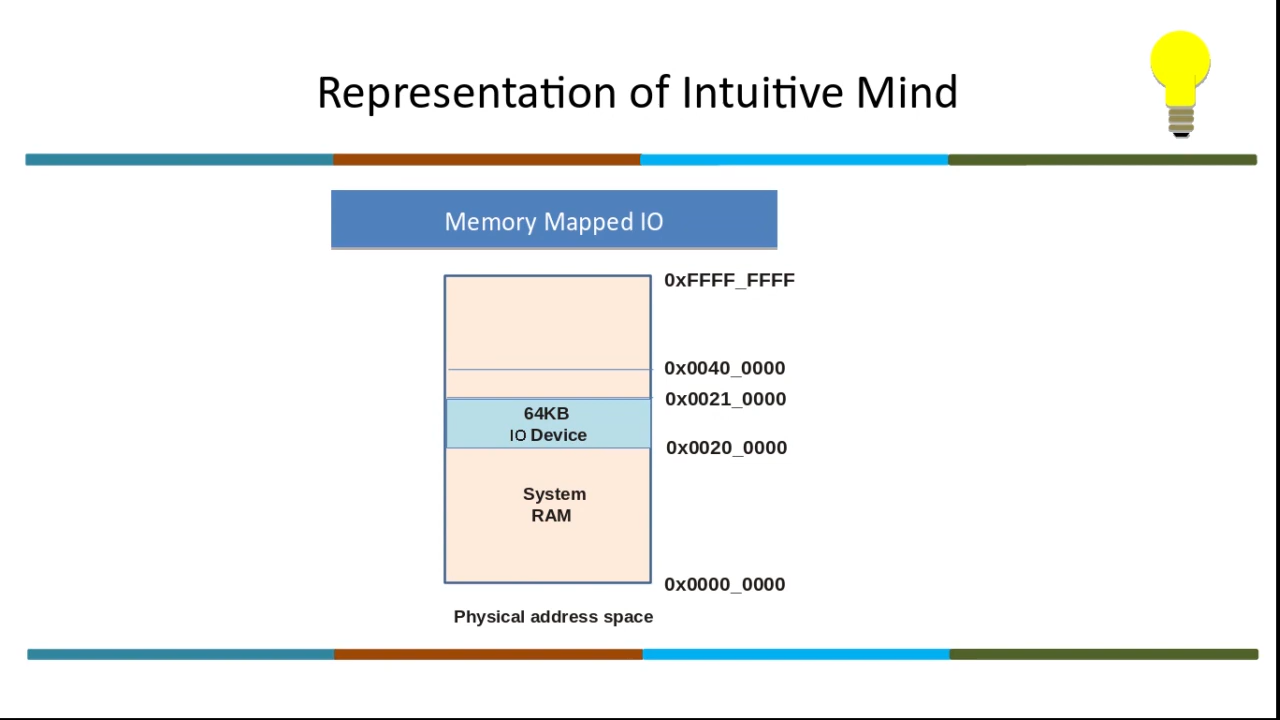 Representation of Intuitive Mind
Memory Mapped IO
0xFFFF_FFFF
0x0040_0000
0x0021_0000
64KB
IO Device
0x0020_0000
System
RAM
0x0000_0000
Physical address space